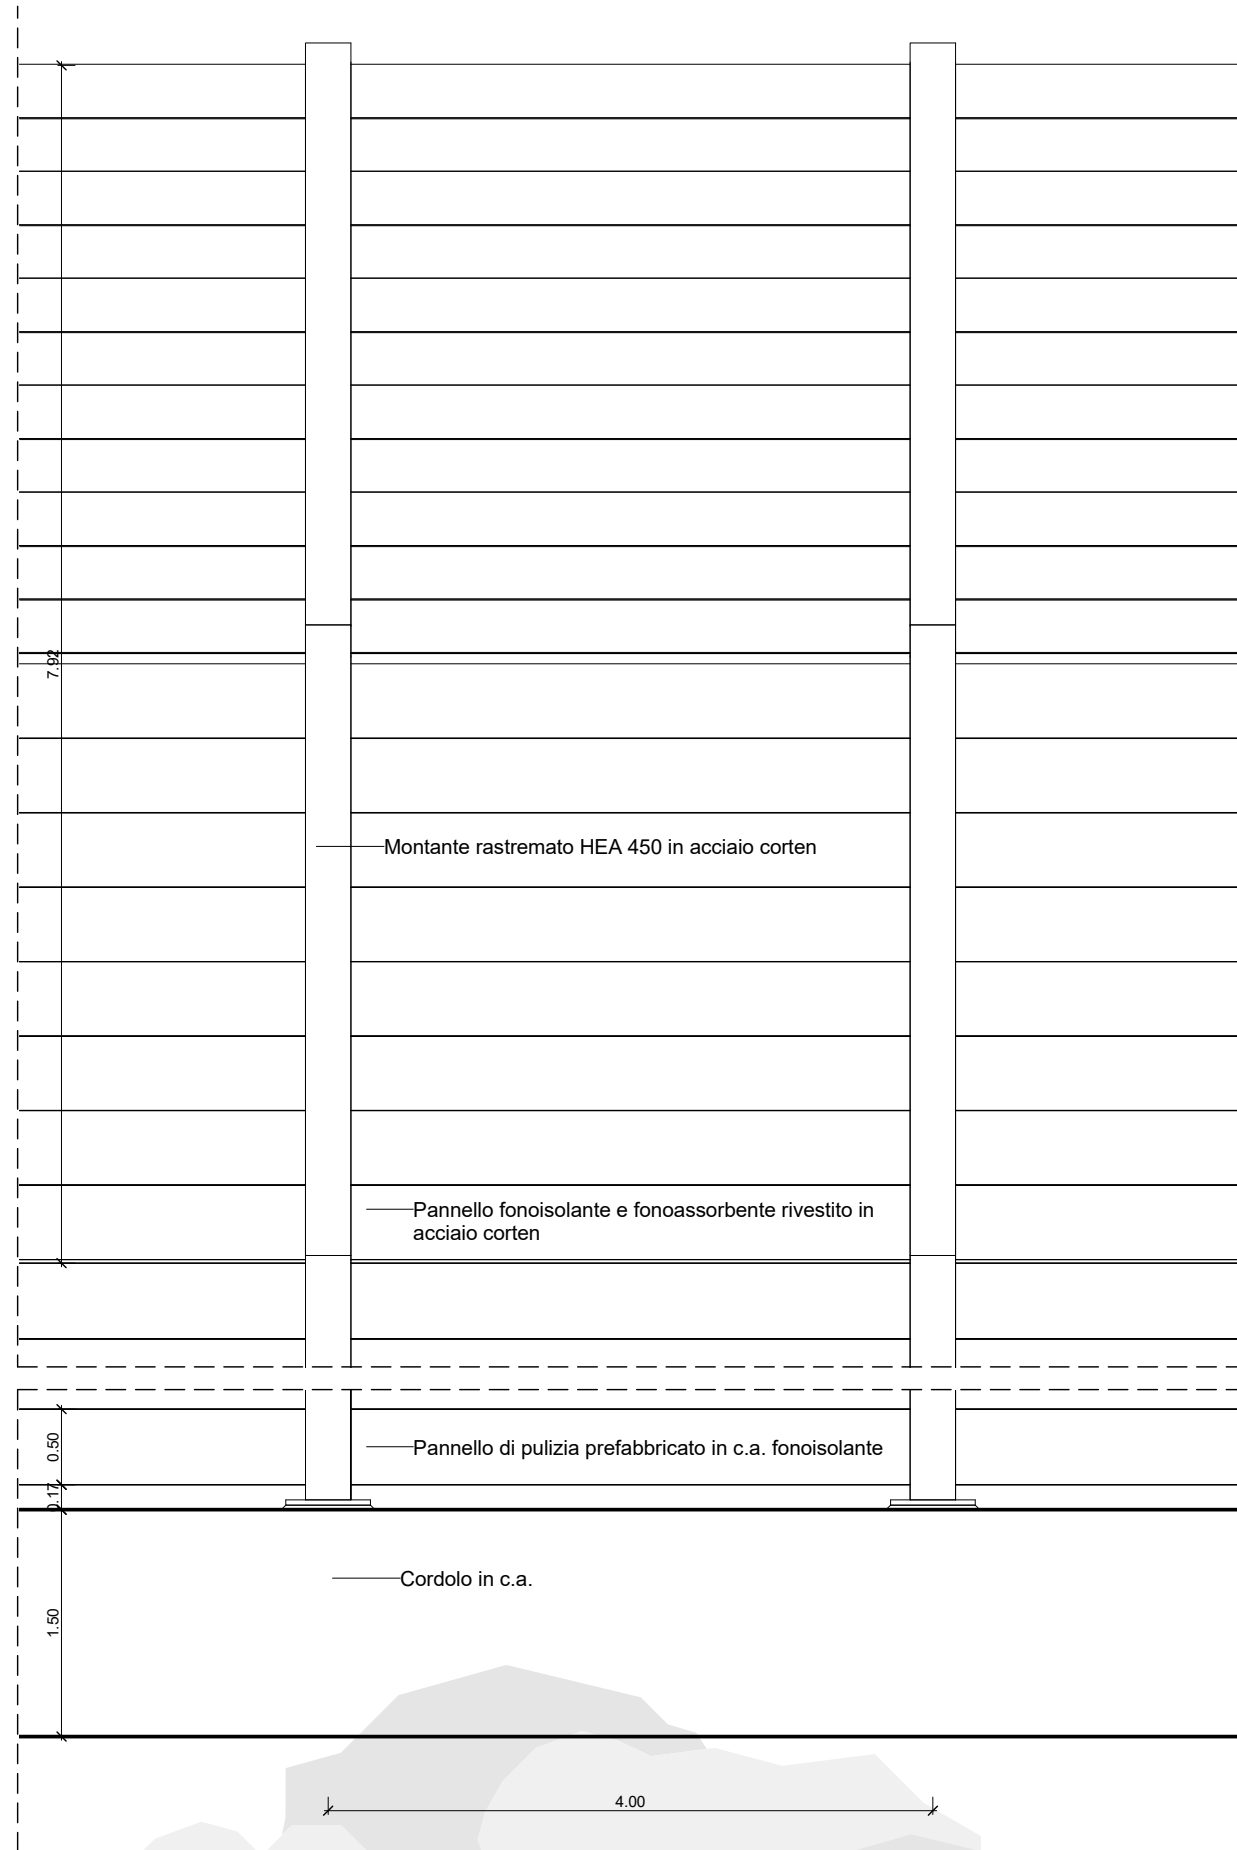 7.92
Montante rastremato HEA 450 in acciaio corten
Pannello fonoisolante e fonoassorbente rivestito in
acciaio corten
0.50
Pannello di pulizia prefabbricato in c.a. fonoisolante
0.17
Cordolo in c.a.
1.50
4.00